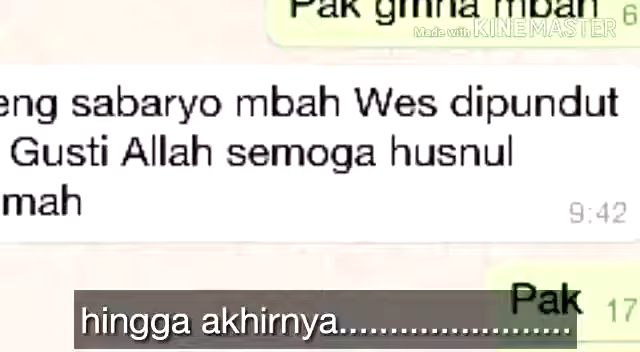 Pak gmna mbah 6
Made with KINEMASTER
eng sabaryo mbah Wes dipundut
Gusti Allah semoga husnul
mah
9:42
Pak 17
hingga akhirnya.......................